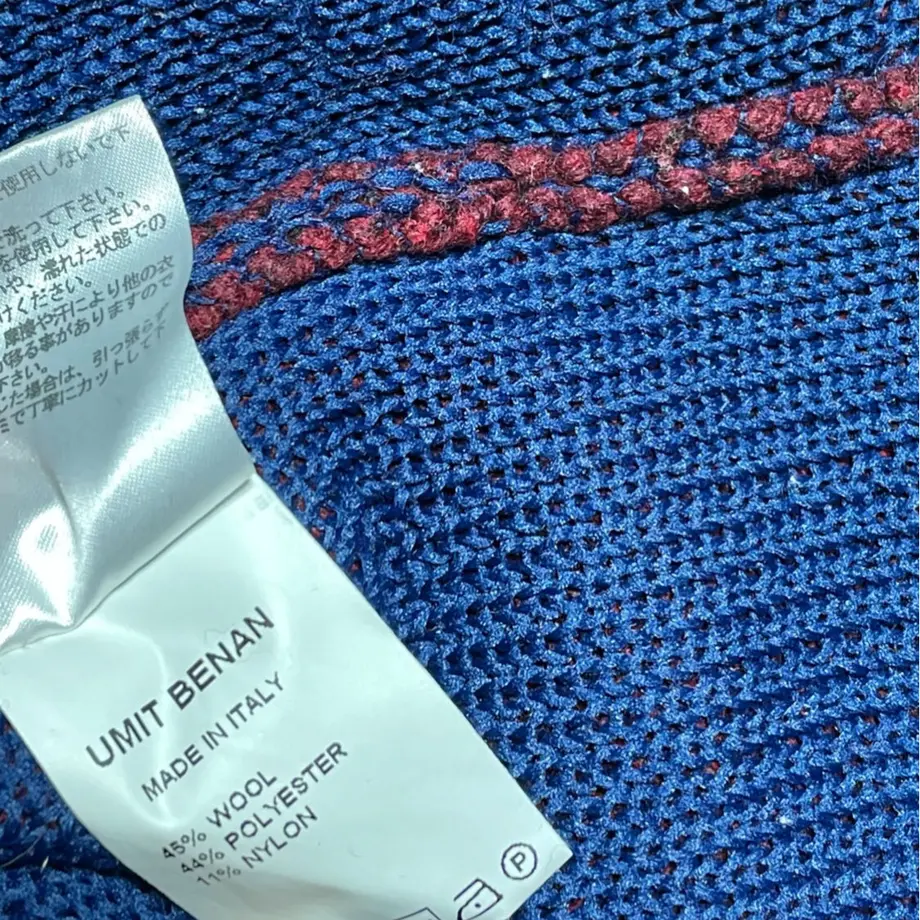 使用しないで下
洗って下さい。
を使用して下さい。
や、濡れた状態での
けください。
摩擦や汗により他の衣
移る事がありますので
下さい。
した場合は、引っ張らず
ミで丁寧にカットして下
UMIT BENAN
MADE IN ITALY
45% WOOL
44% POLYESTER
11% NYLON
P